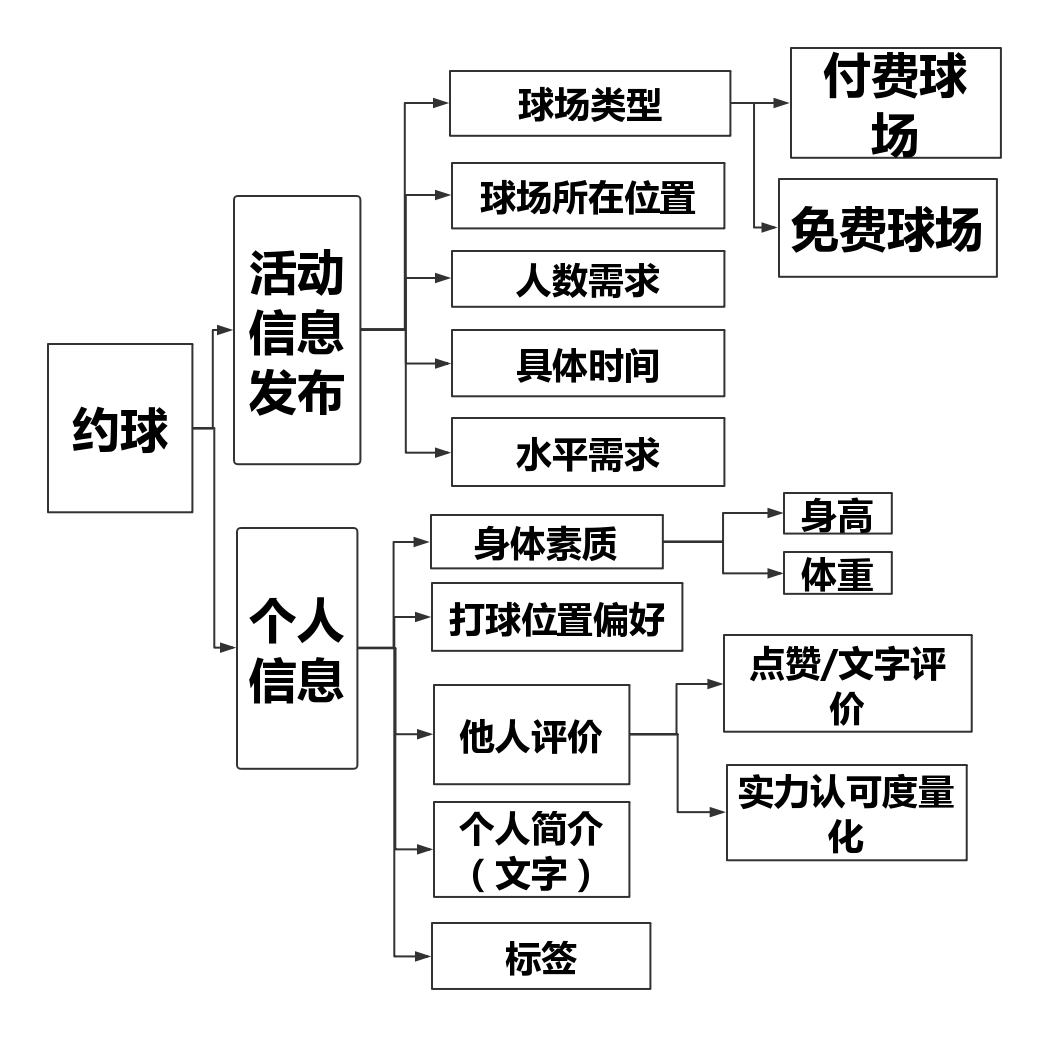 约球
活动
信息
发布
球场类型
付费球
场
免费球场
球场所在位置
人数需求
具体时间
水平需求
个人
信息
身体素质
身高
体重
打球位置偏好
他人评价
点赞/文字评
价
实力认可度量
化
个人简介
（文字）
标签